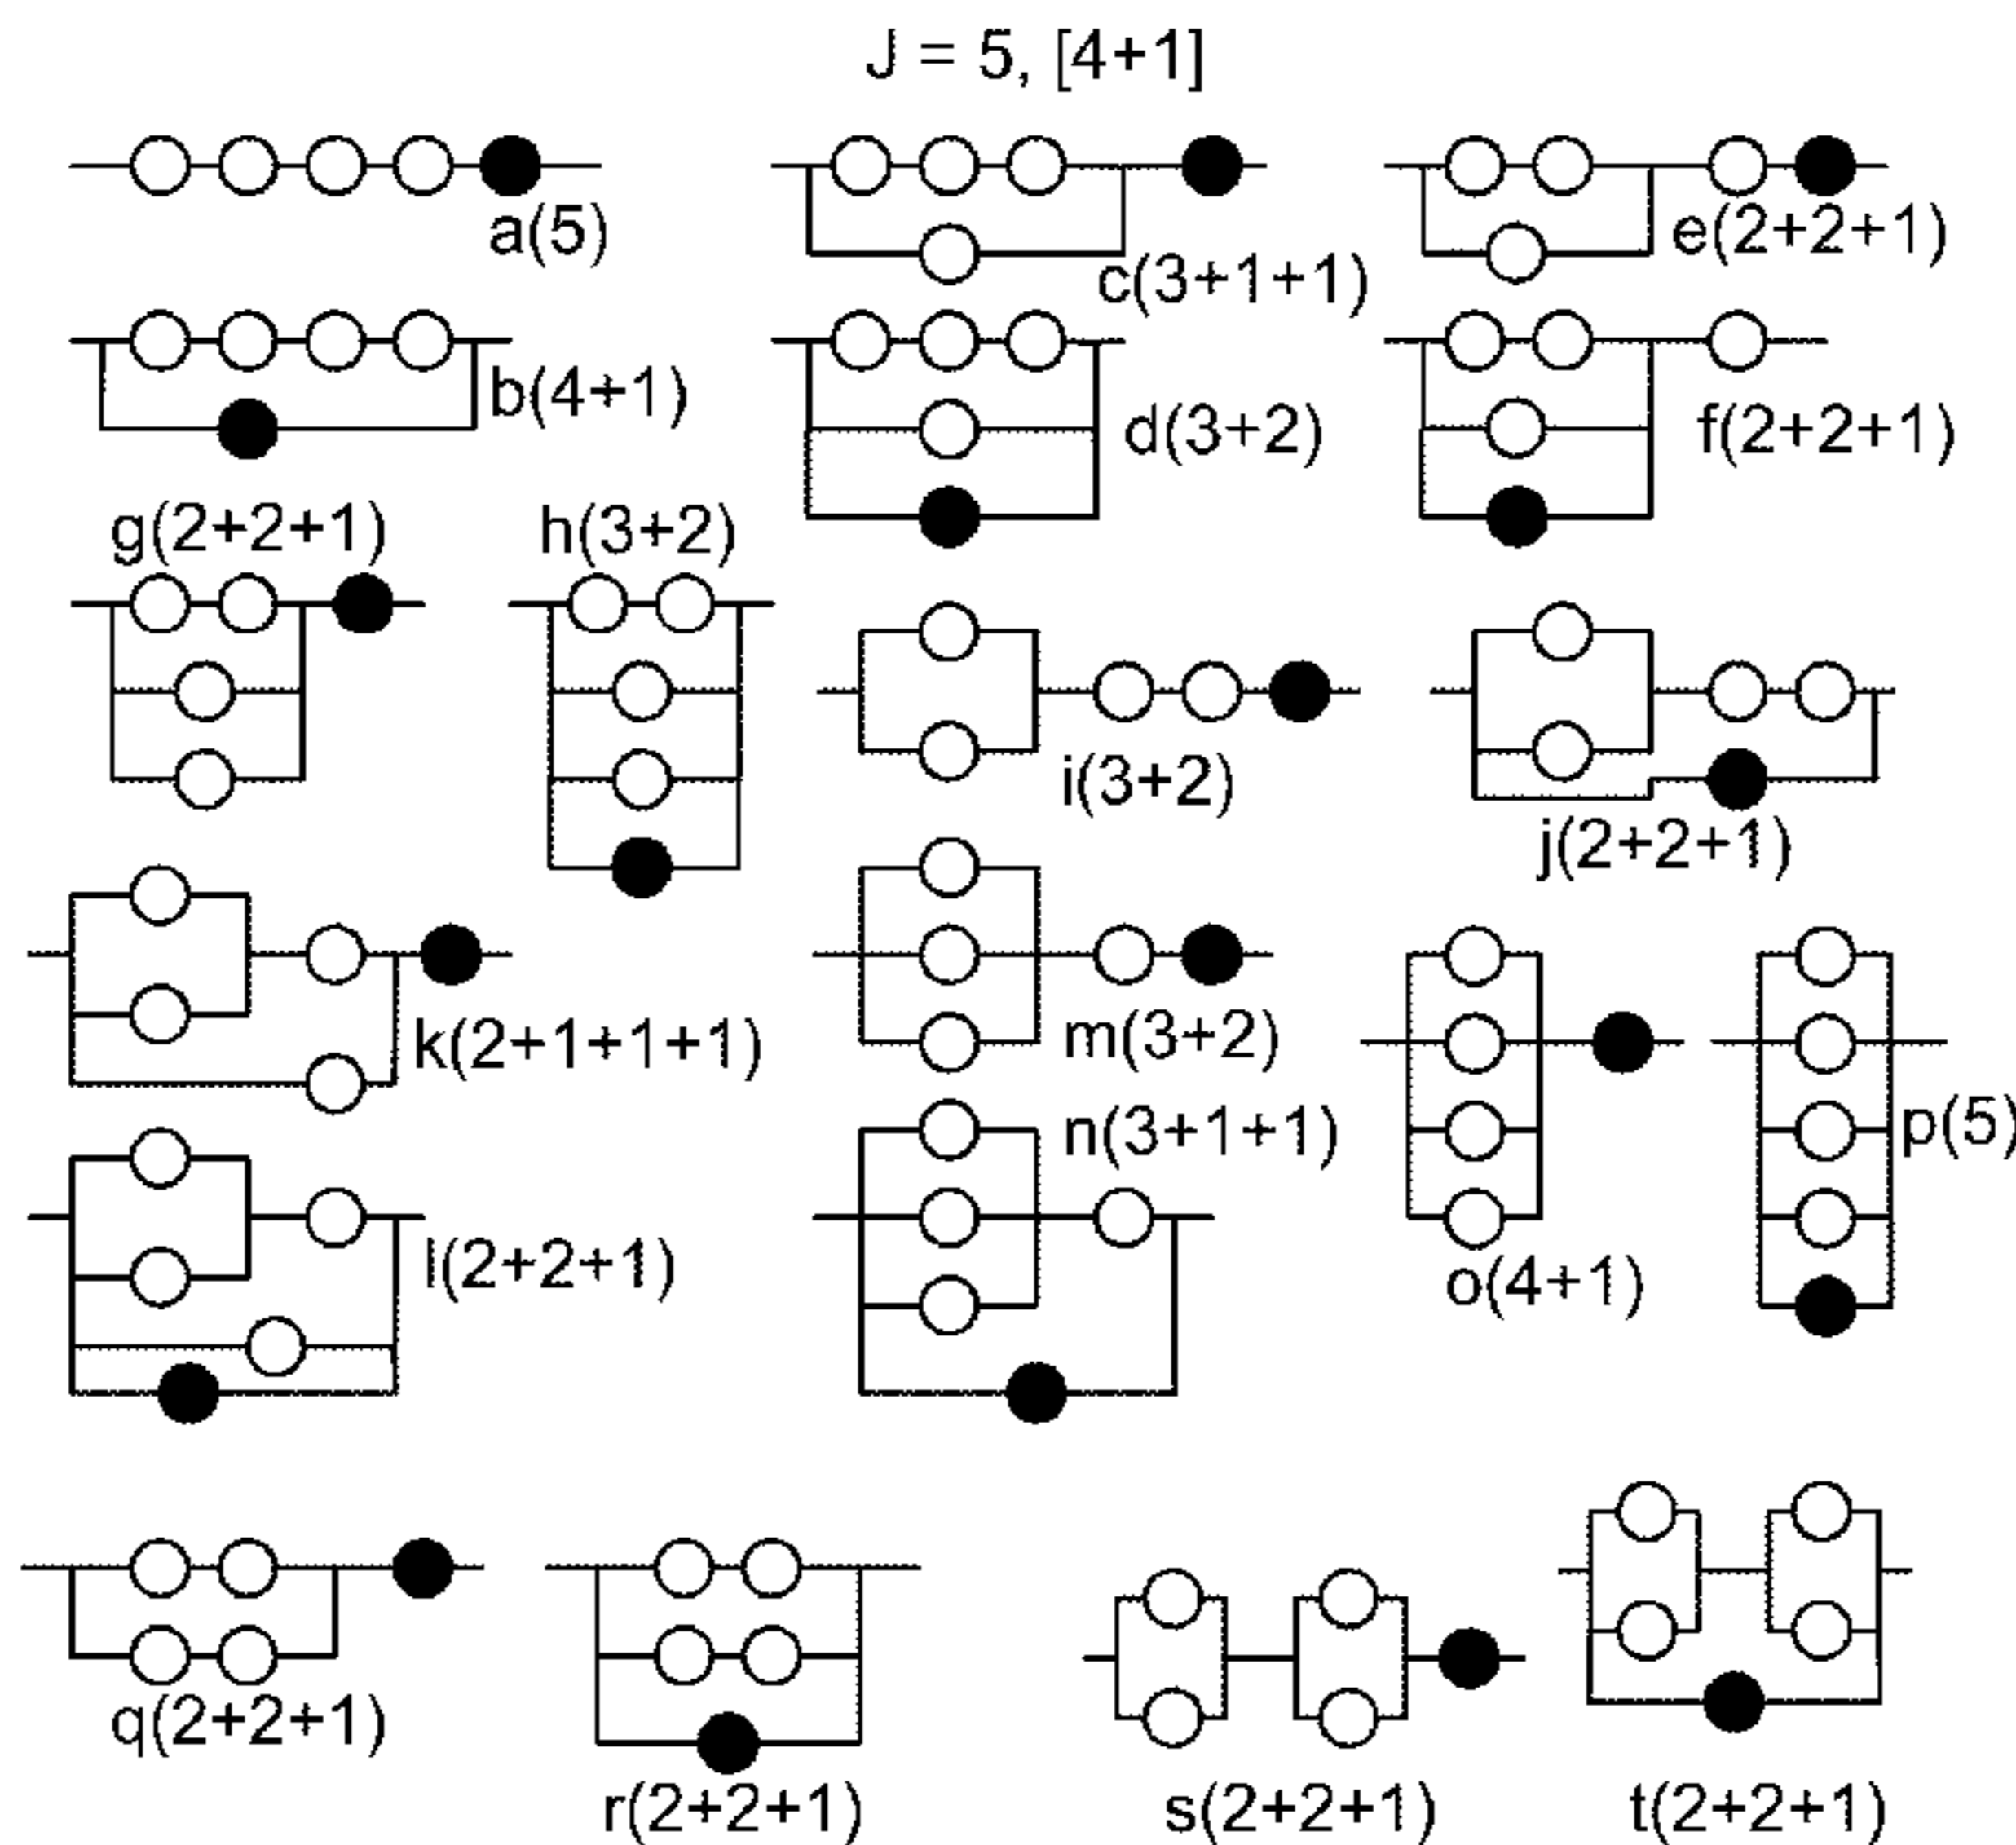 J = 5, [4+1]
a(5)
c(3+1+1)
e(2+2+1)
b(4+1)
d(3+2)
f(2+2+1)
g(2+2+1)
h(3+2)
i(3+2)
j(2+2+1)
k(2+1+1+1)
m(3+2)
n(3+1+1)
p(5)
l(2+2+1)
o(4+1)
q(2+2+1)
r(2+2+1)
s(2+2+1)
t(2+2+1)